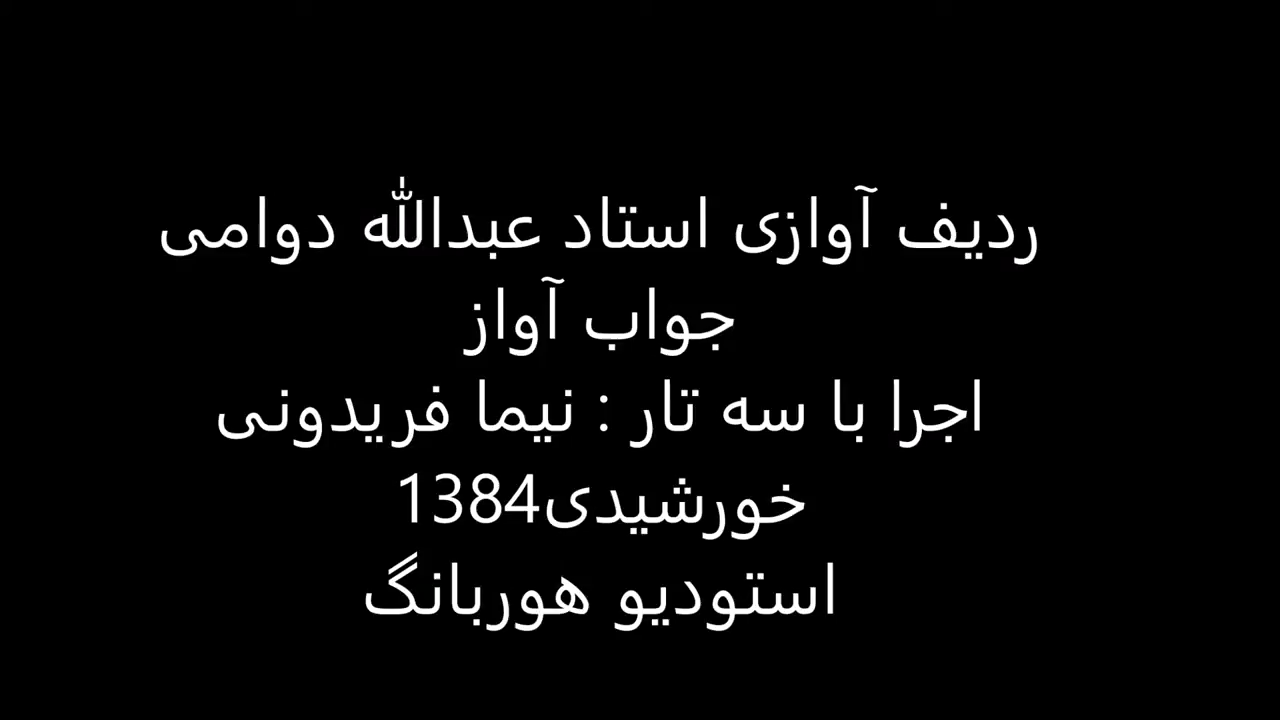 ردیف آوازی استاد عبدالله دوامی
جواب آواز
اجرا با سه تار : نیما فریدونی
خورشیدی1384
استودیو هوربانگ